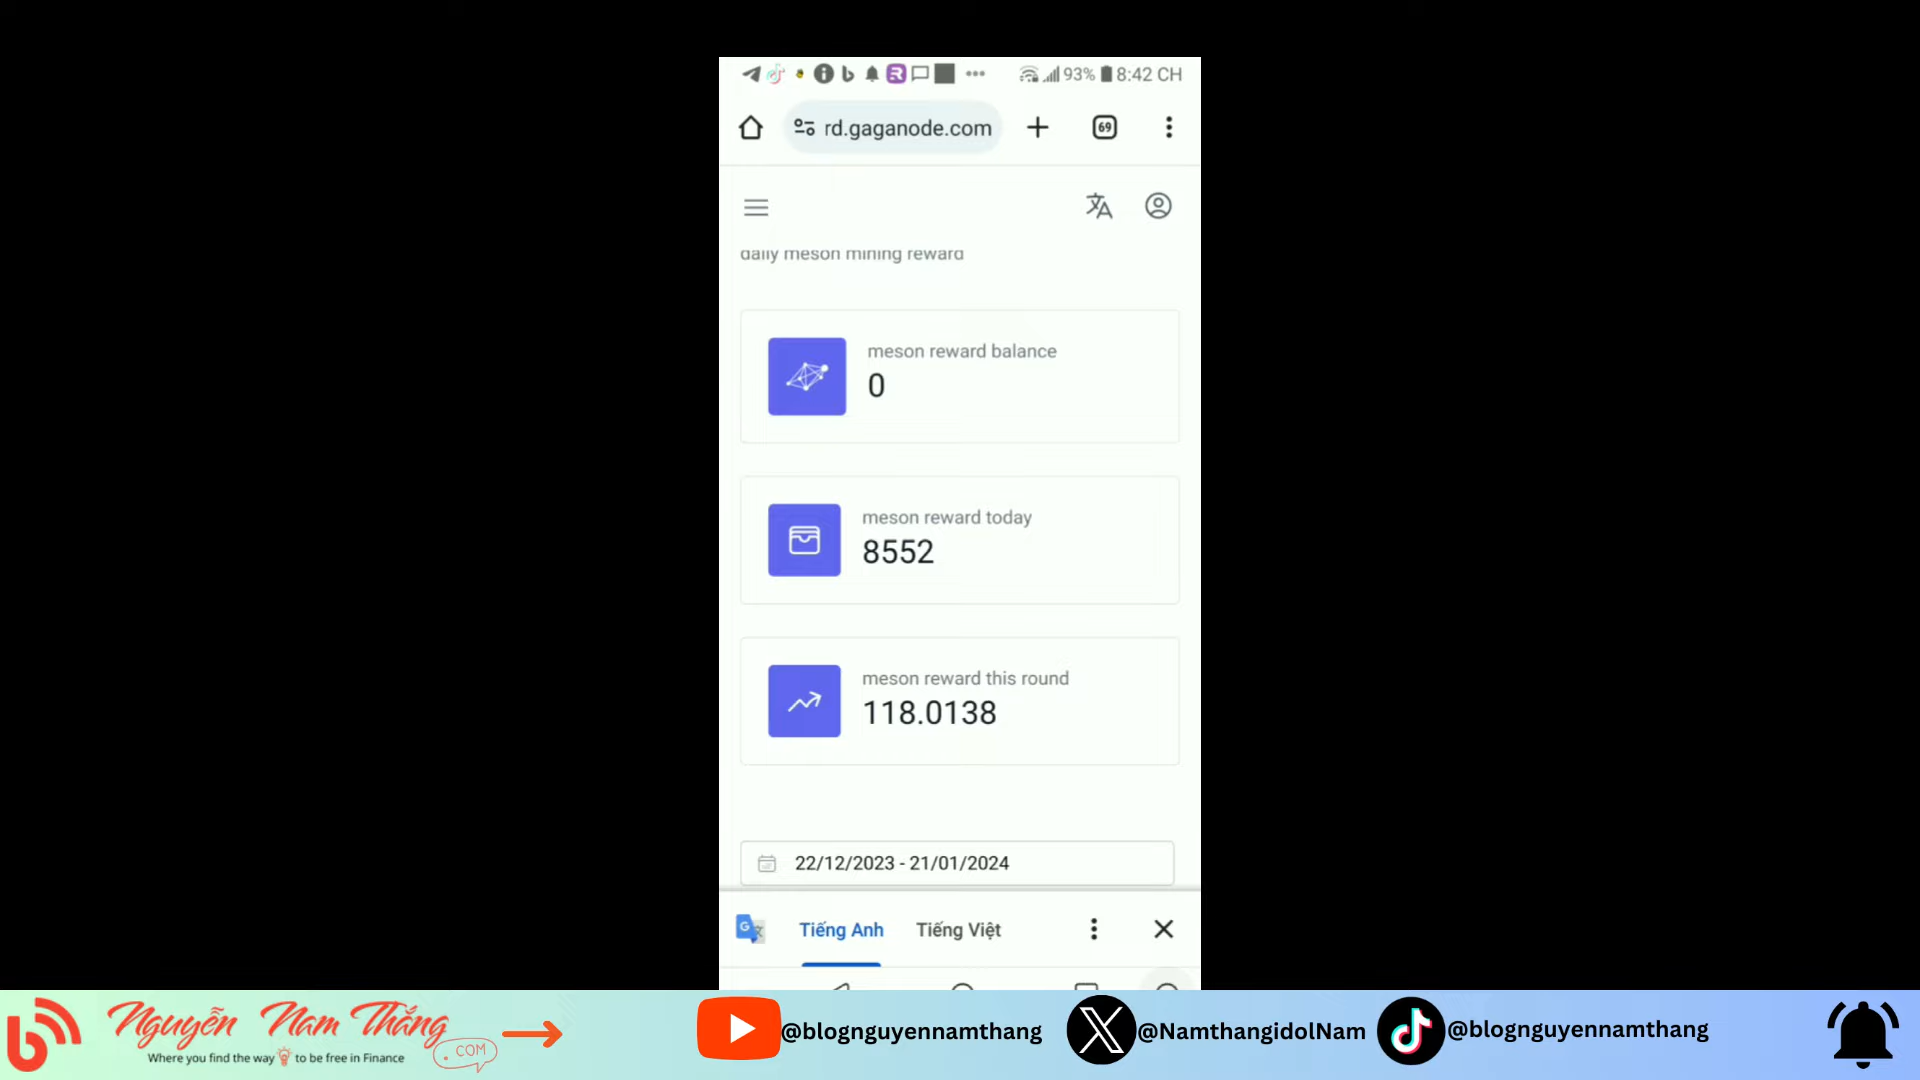 93% 8:42 CH
rd.gaganode.com
69
daily meson mining reward
meson reward balance
0
meson reward today
8552
meson reward this round
118.0138
22/12/2023 - 21/01/2024
Tiếng Anh Tiếng Việt
Nguyễn Nam Thắng
.COM
Where you find the way to be free in Finance
@blognguyennamthang
@NamthangidolNam
@blognguyennamthang